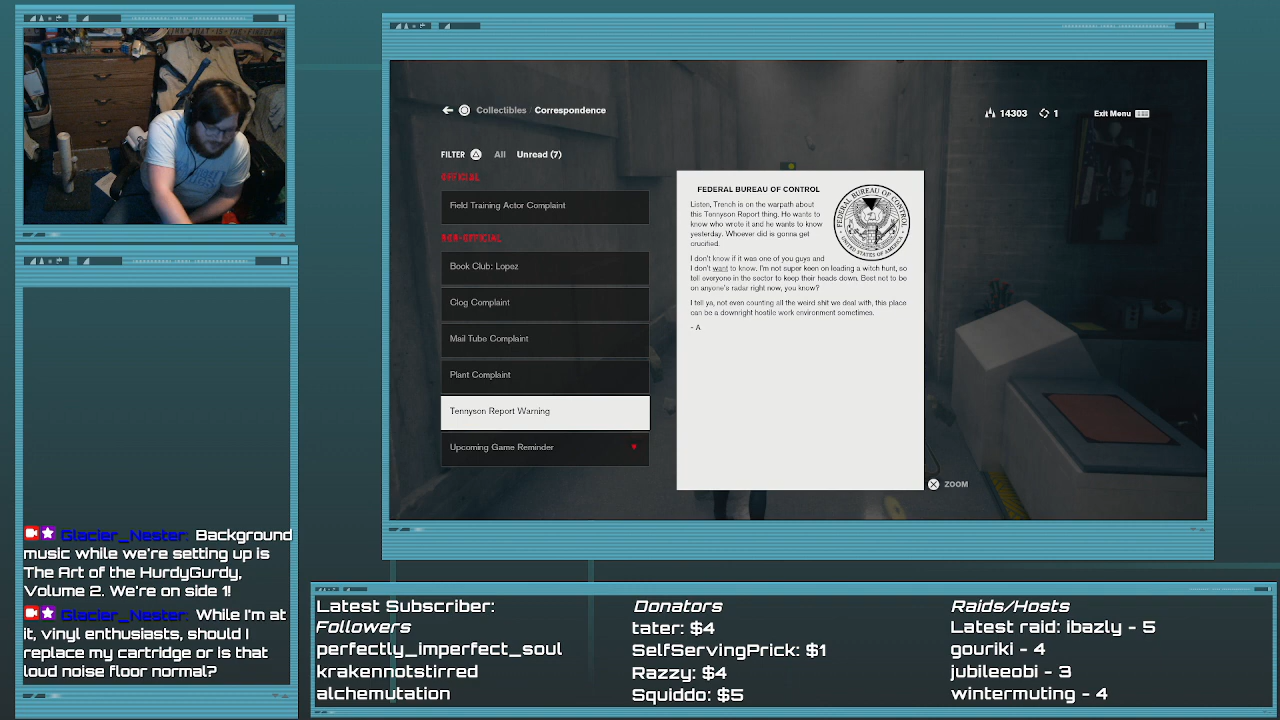 Collectibles / Correspondence
14303
1
Exit Menu
FILTER All Unread (7)
OFFICIAL
Field Training Actor Complaint
NON-OFFICIAL
Book Club: Lopez
Clog Complaint
Mail Tube Complaint
Plant Complaint
Tennyson Report Warning
Upcoming Game Reminder
FEDERAL BUREAU OF CONTROL
Listen, Trench is on the warpath about
this Tennyson Report thing. He wants to
know who wrote it and he wants to know
yesterday. Whoever did is gonna get
crucified.
I don't know if it was one of you guys and
I don't want to know. I'm not super keen on leading a witch hunt, so
tell everyone in the sector to keep their heads down. Best not to be
on anyone's radar right now, you know?
I tell ya, not even counting all the weird shit we deal with, this place
can be a downright hostile work environment sometimes.
- A
FEDERAL BUREAU OF CONTROL
UNITED STATES OF AMERICA
ZOOM
Glacier_Nester: Background
music while we're setting up is
The Art of the HurdyGurdy,
Volume 2. We're on side 1!
Glacier_Nester: While I'm at
it, vinyl enthusiasts, should I
replace my cartridge or is that
loud noise floor normal?
Latest Subscriber:
Followers
perfectly_imperfect_soul
krakennotstirred
alchemutation
Donators
tater: $4
SelfServingPrick: $1
Razzy: $4
Squiddo: $5
Raids/Hosts
Latest raid: ibazly - 5
gouriki - 4
jubileobi - 3
wintermuting - 4